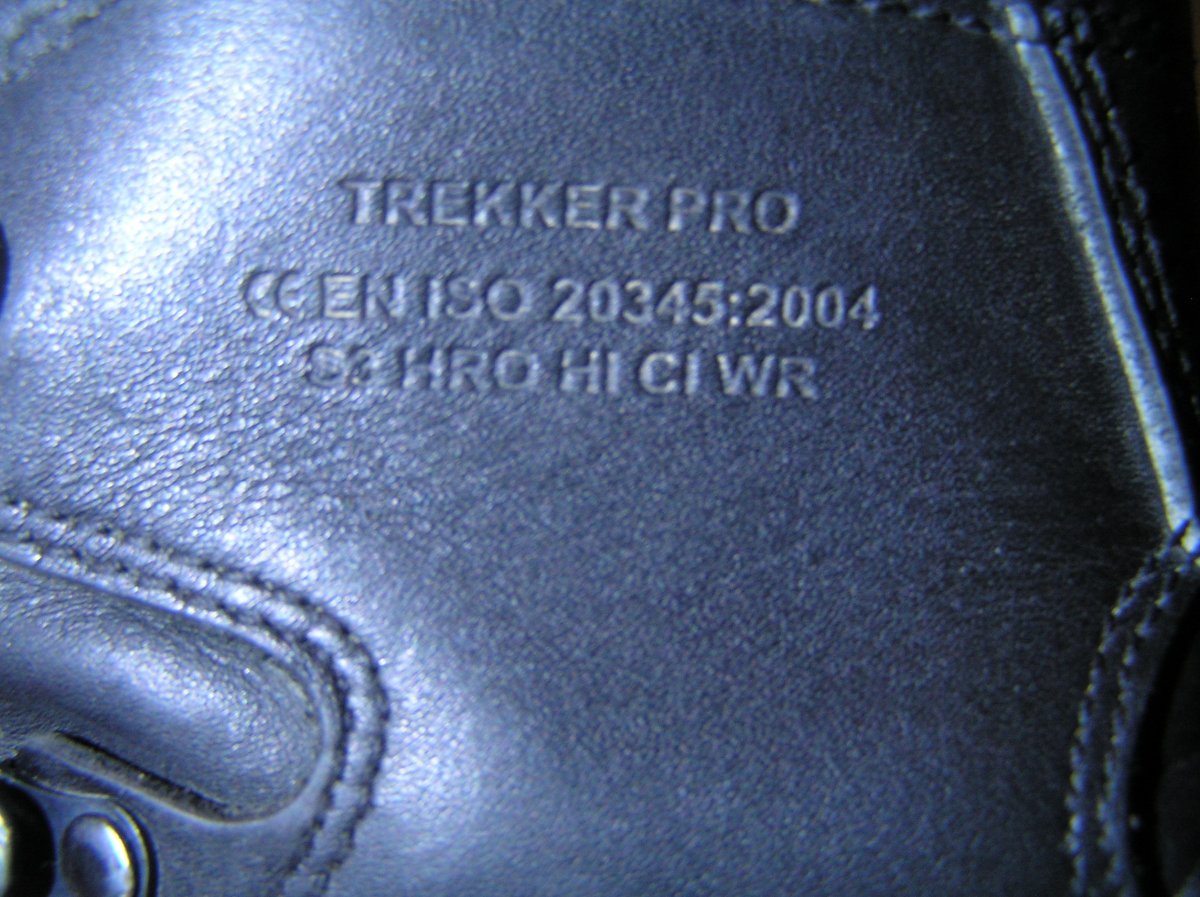 TREKKER PRO
CE EN ISO 20345:2004
S3 HRO HI CI WR